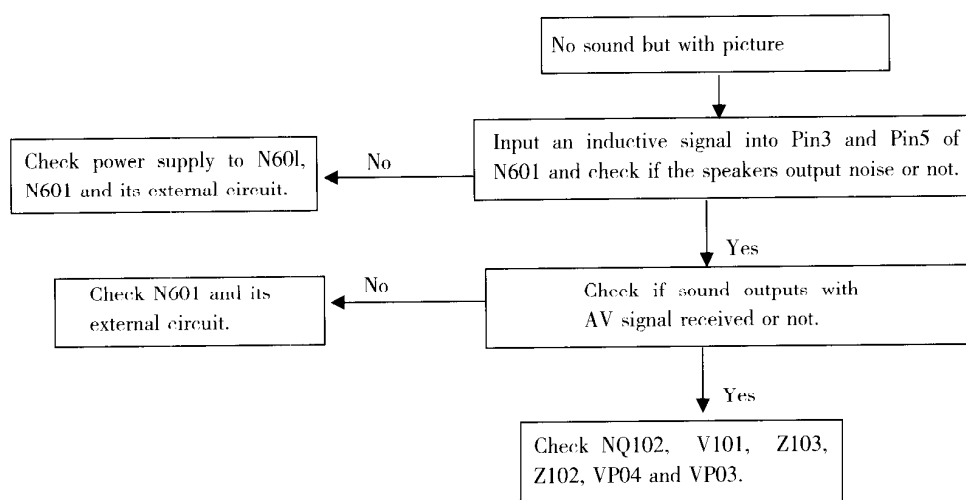 No sound but with picture
Input an inductive signal into Pin3 and Pin5 of
N601 and check if the speakers output noise or not.
No
Check power supply to N60l,
N601 and its external circuit.
Yes
Check if sound outputs with
AV signal received or not.
No
Check N601 and its
external circuit.
Yes
Check NQ102, V101, Z103,
Z102, VP04 and VP03.